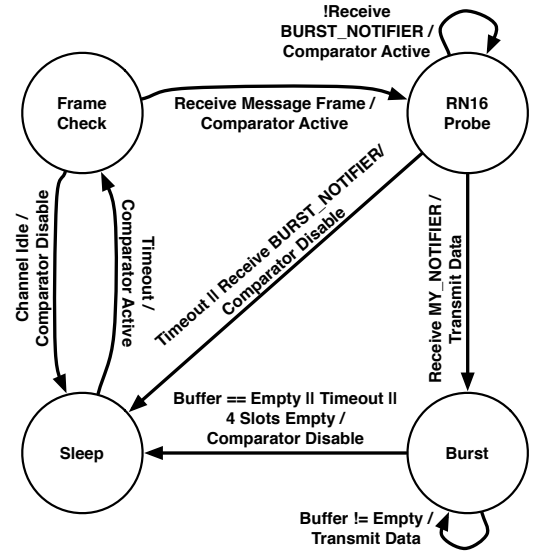 !Receive
BURST_NOTIFIER /
Comparator Active
Frame
Check
Receive Message Frame /
Comparator Active
RN16
Probe
Channel Idle /
Comparator Disable
Timeout /
Comparator Active
Timeout || Receive BURST_NOTIFIER/
Comparator Disable
Receive MY_NOTIFIER /
Transmit Data
Buffer == Empty || Timeout ||
4 Slots Empty /
Comparator Disable
Sleep
Burst
Buffer != Empty /
Transmit Data